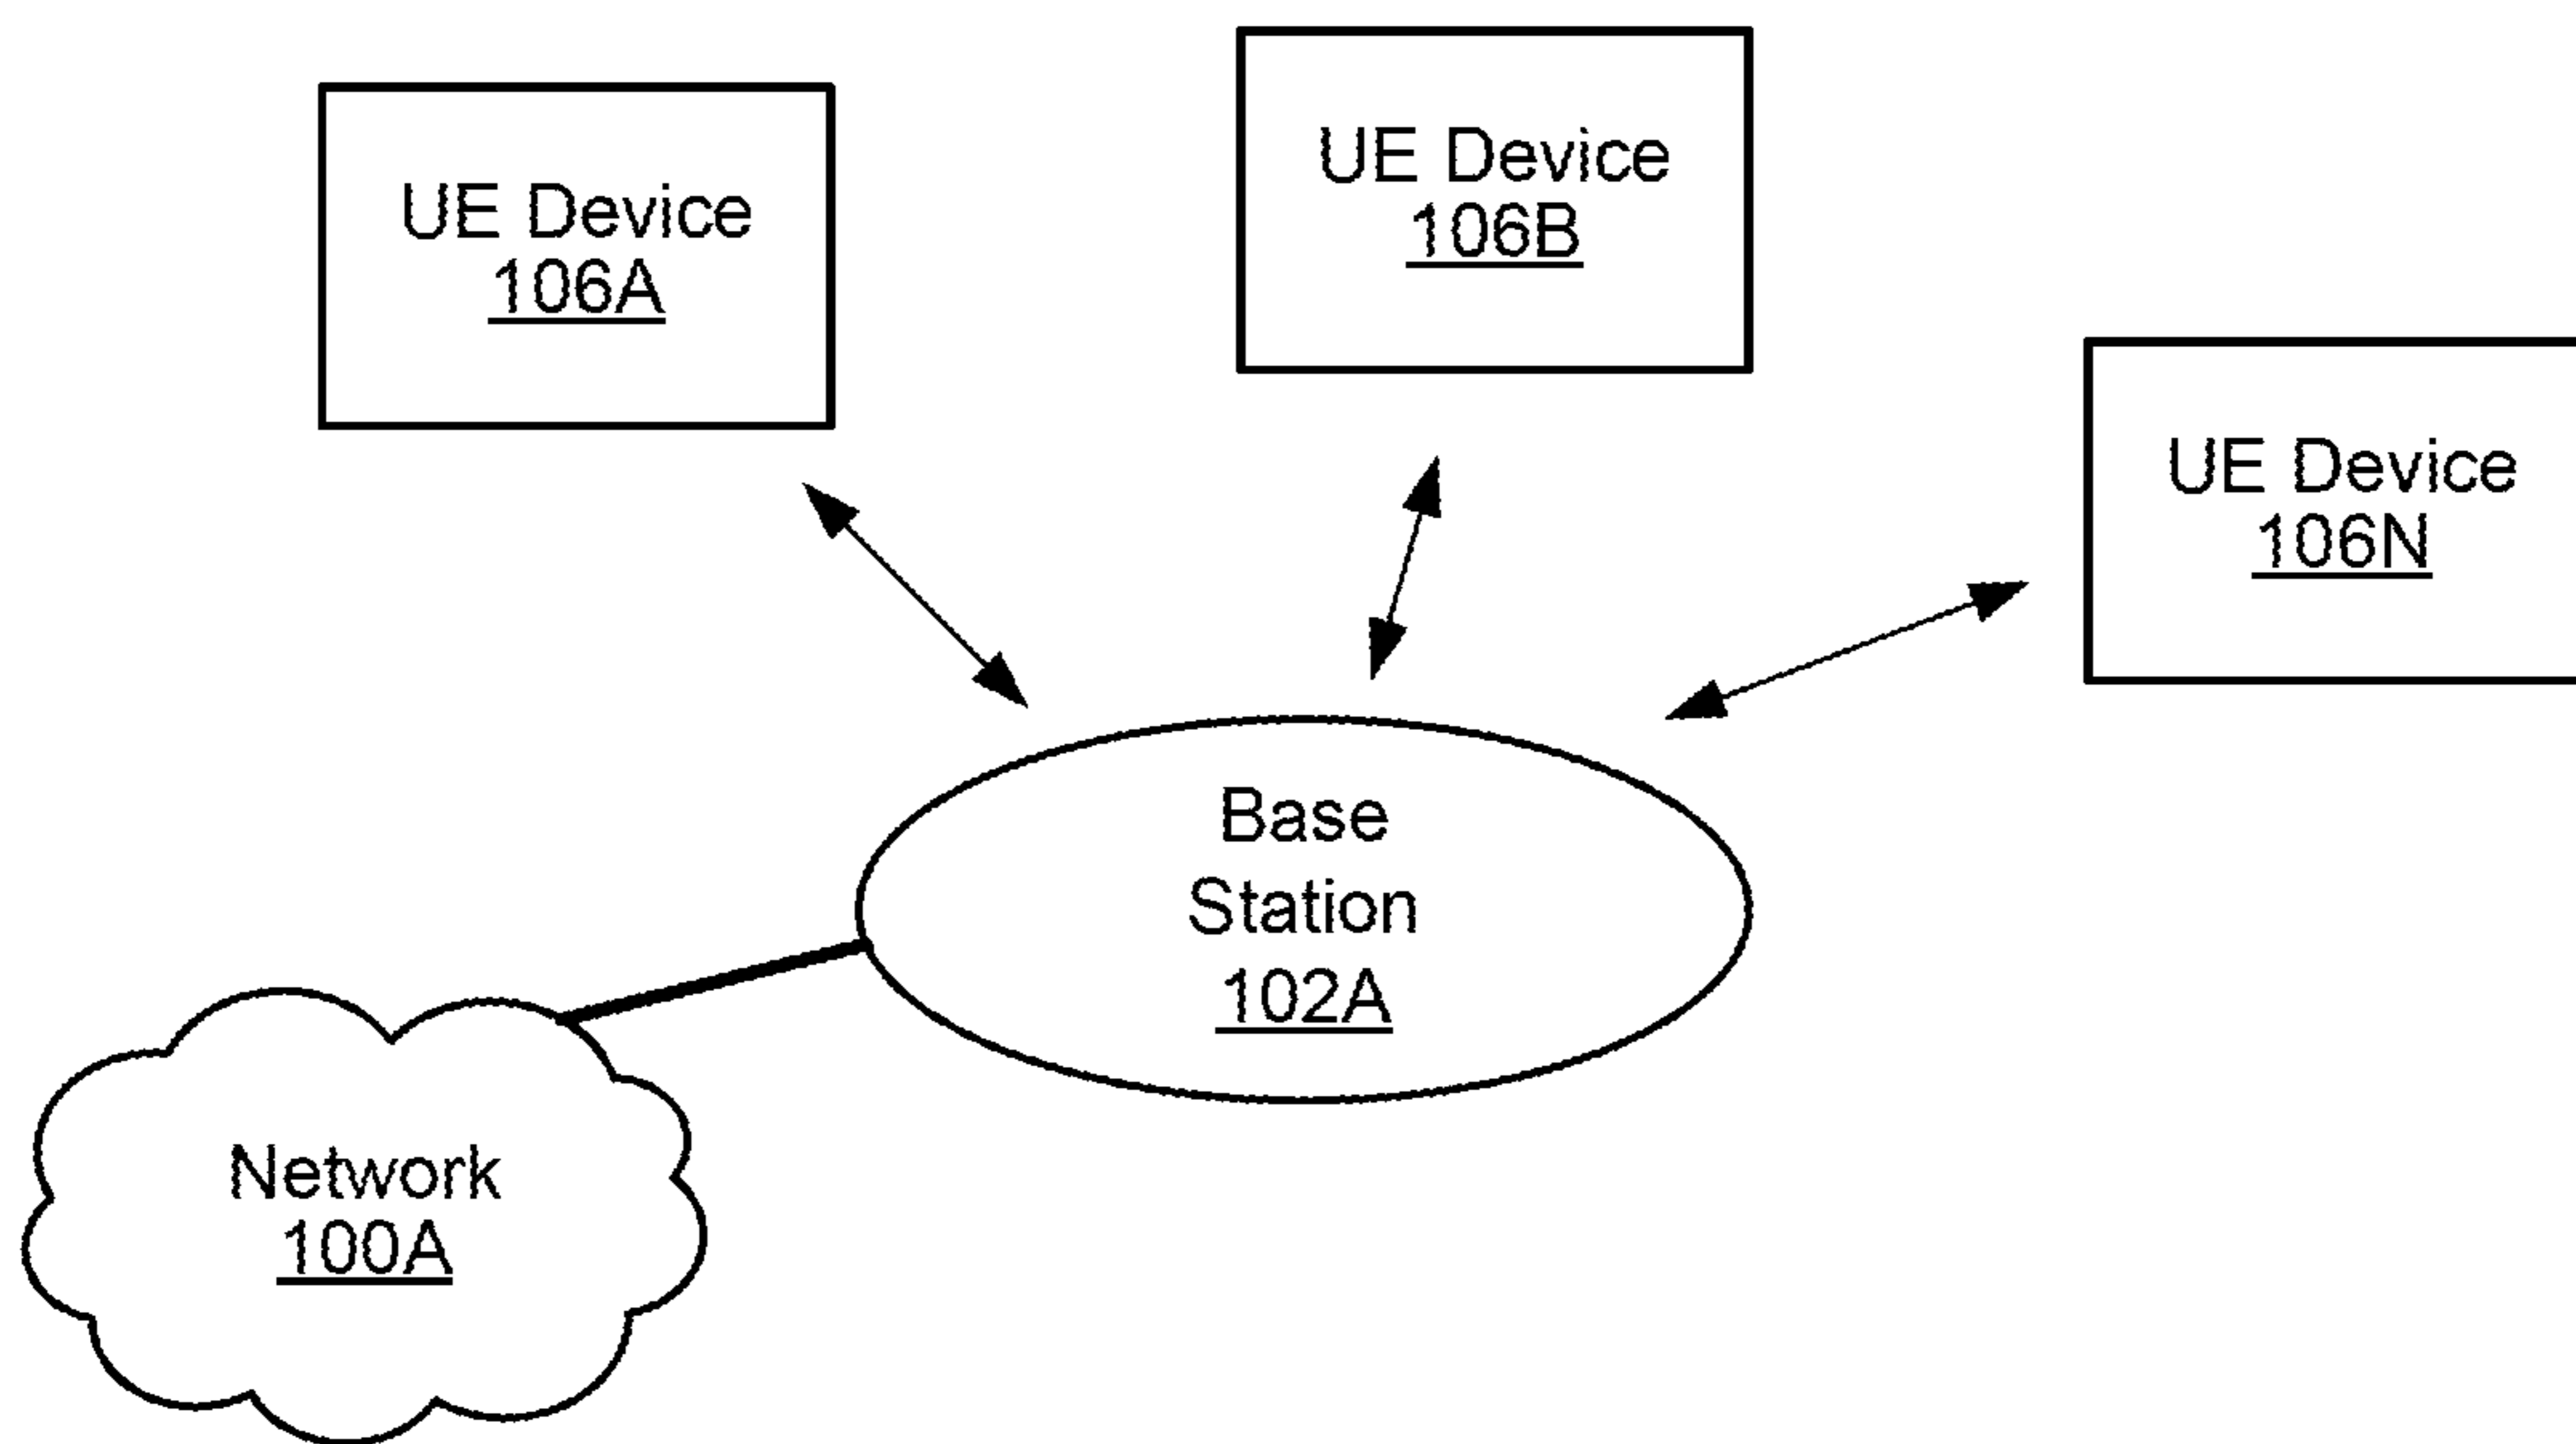 UE Device
106A
UE Device
106B
UE Device
106N
Base
Station
102A
Network
100A